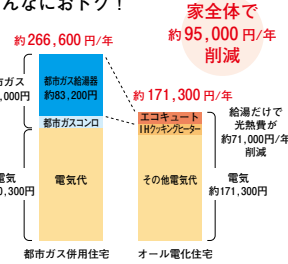 んなにおトク！
家全体で
約95,000円/年
削減
約266,600円/年
都市ガス給湯器
約83,200円
都市ガスコンロ
電気代
約171,300円/年
エコキュート
IHクッキングヒーター
その他電気代
給湯だけで
光熱費が
約71,000円/年
削減
市ガス
,000円
電気
,300円
電気
約171,300円
都市ガス併用住宅
オール電化住宅